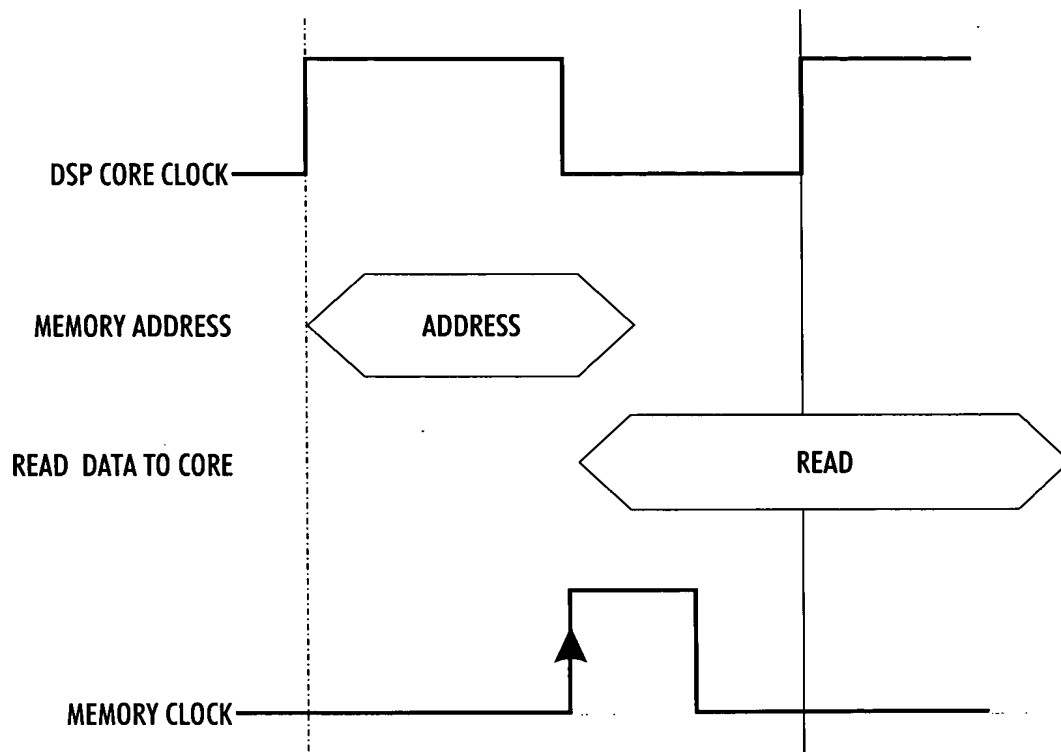 DSP CORE CLOCK
MEMORY ADDRESS
ADDRESS
READ DATA TO CORE
READ
MEMORY CLOCK